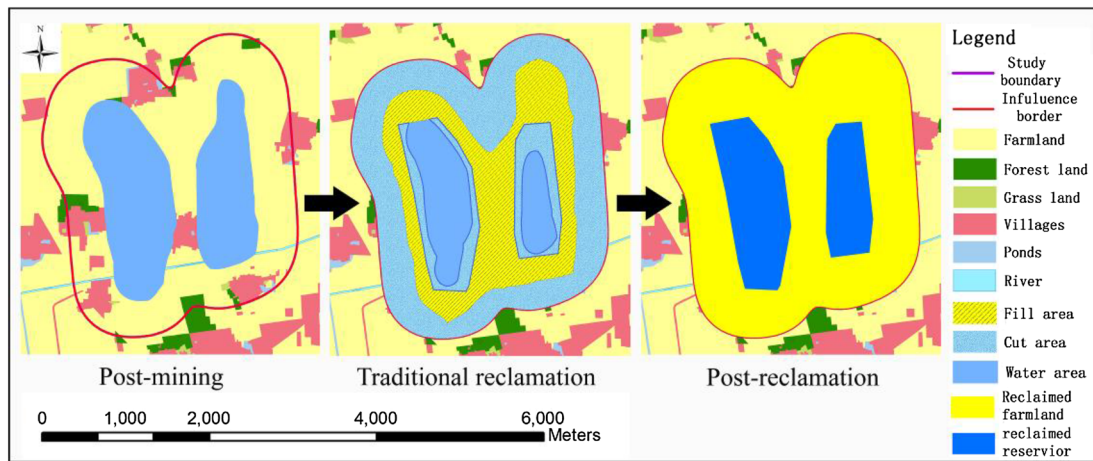 N
Post-mining
Traditional reclamation
Post-reclamation
0
1,000
2,000
4,000
6,000
Meters
Legend
Study
boundary
Infuluence
border
Farmland
Forest land
Grass land
Villages
Ponds
River
Fill area
Cut area
Water area
Reclaimed
farmland
reclaimed
reservior